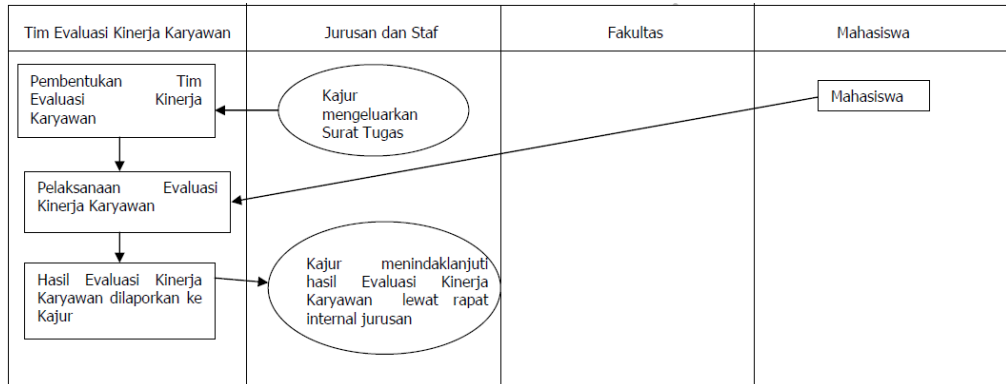 Tim Evaluasi Kinerja Karyawan
Jurusan dan Staf
Fakultas
Mahasiswa
Pembentukan Tim
Evaluasi Kinerja
Karyawan
Kajur
mengeluarkan
Surat Tugas
Mahasiswa
Pelaksanaan Evaluasi
Kinerja Karyawan
Hasil Evaluasi Kinerja
Karyawan dilaporkan ke
Kajur
Kajur menindaklanjuti
hasil Evaluasi Kinerja
Karyawan lewat rapat
internal jurusan